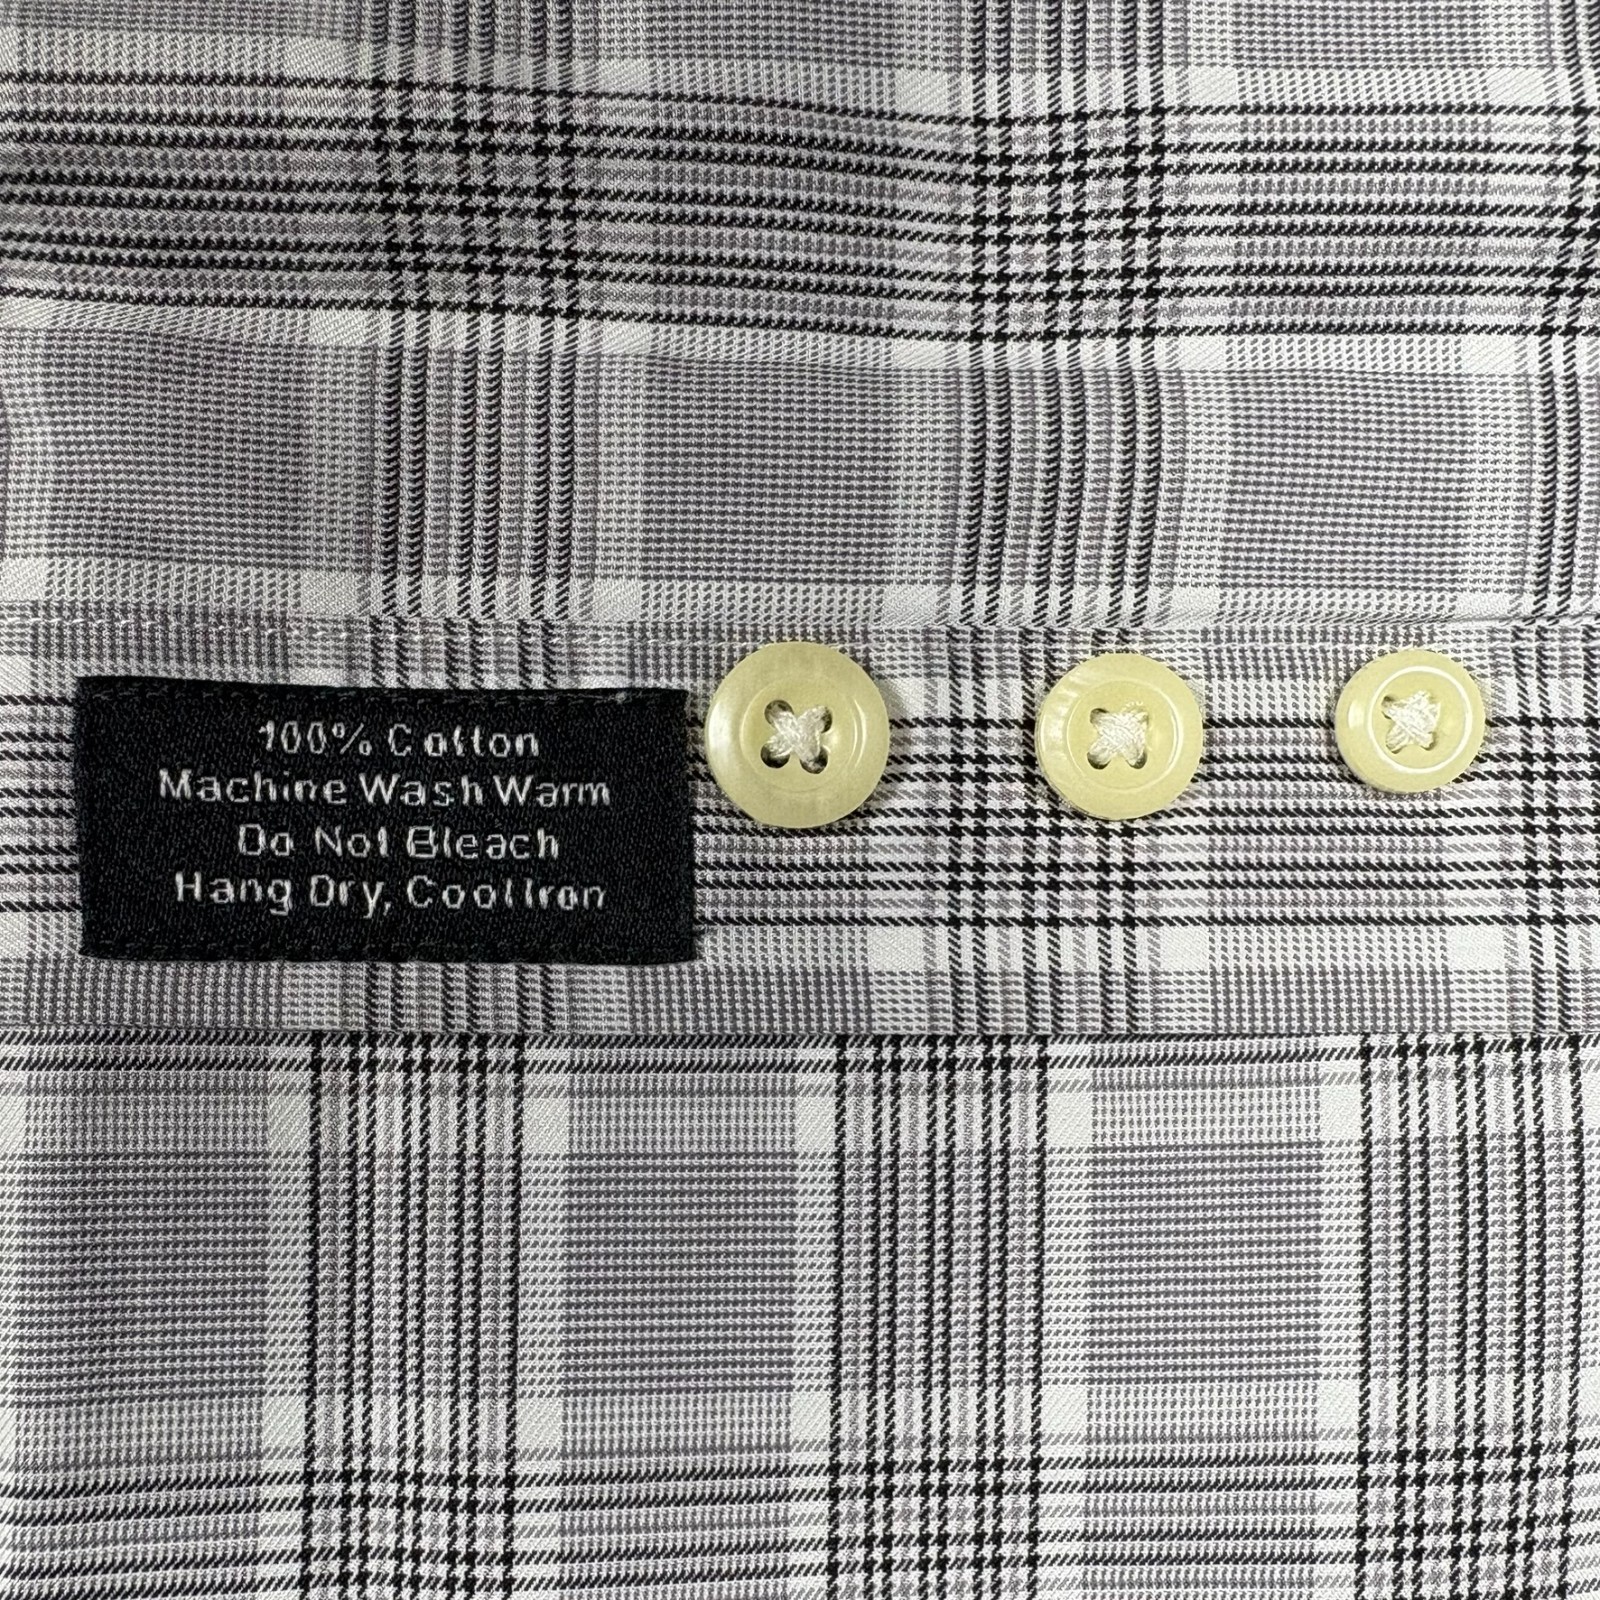 100% Cotton
Machine Wash Warm
Do Not Bleach
Hang Dry, Cool Iron